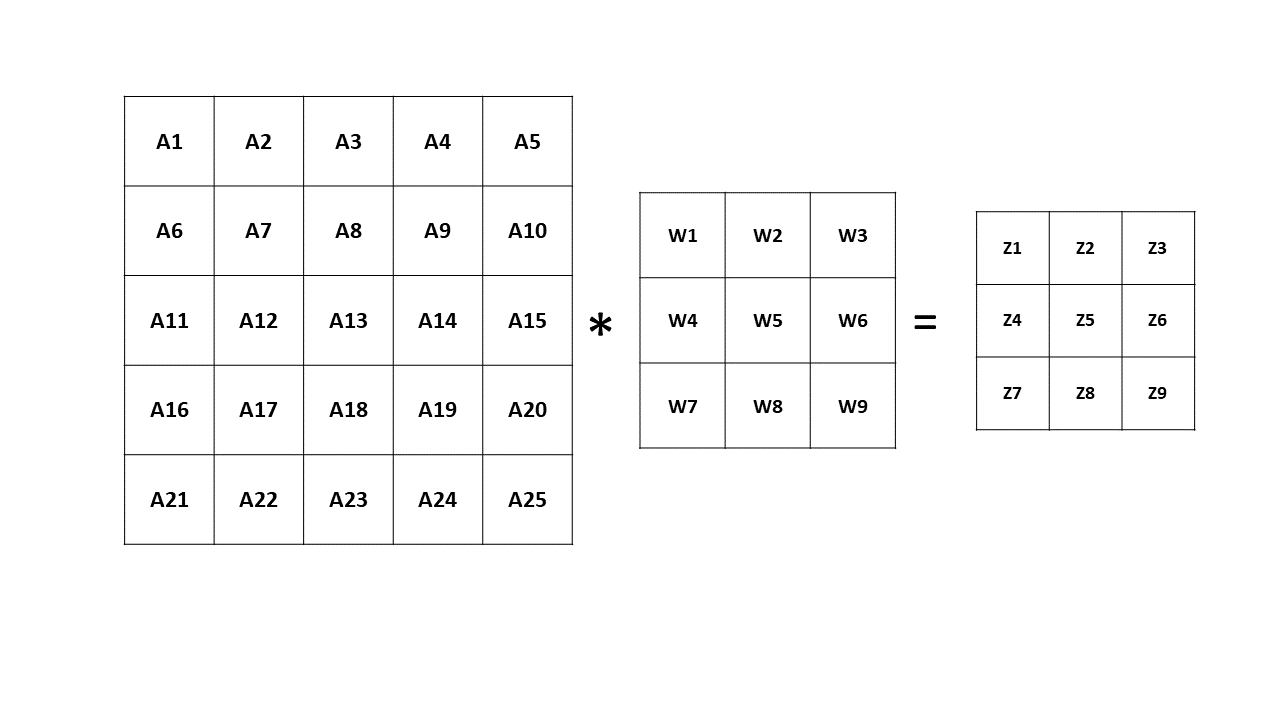 A1 A2 A3 A4 A5
A6 A7 A8 A9 A10
A11 A12 A13 A14 A15
A16 A17 A18 A19 A20
A21 A22 A23 A24 A25
*
W1 W2 W3
W4 W5 W6
W7 W8 W9
=
Z1 Z2 Z3
Z4 Z5 Z6
Z7 Z8 Z9